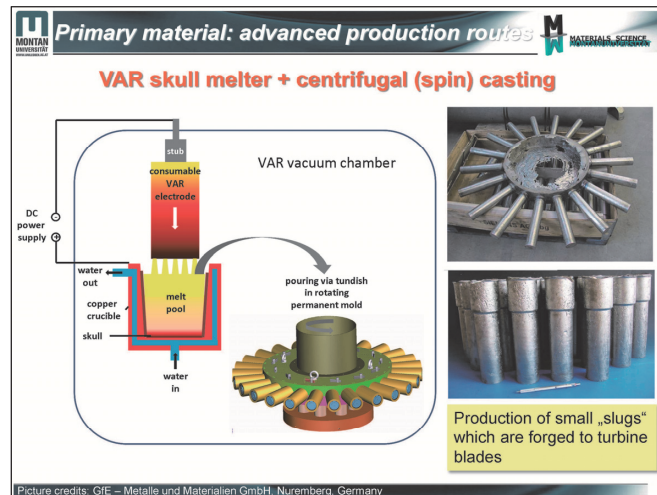 MONTAN
UNIVERSITÄT
Primary material: advanced production routes
MATERIALS SCIENCE
MONTANUNIVERSITÄT
VAR skull melter + centrifugal (spin) casting
stub
consumable
VAR
electrode
VAR vacuum chamber
DC
power
supply
water
out
melt
pool
copper
crucible
skull
water
in
pouring via tundish
in rotating
permanent mold
Production of small „slugs“
which are forged to turbine
blades
Picture credits: GfE – Metalle und Materialien GmbH, Nuremberg, Germany